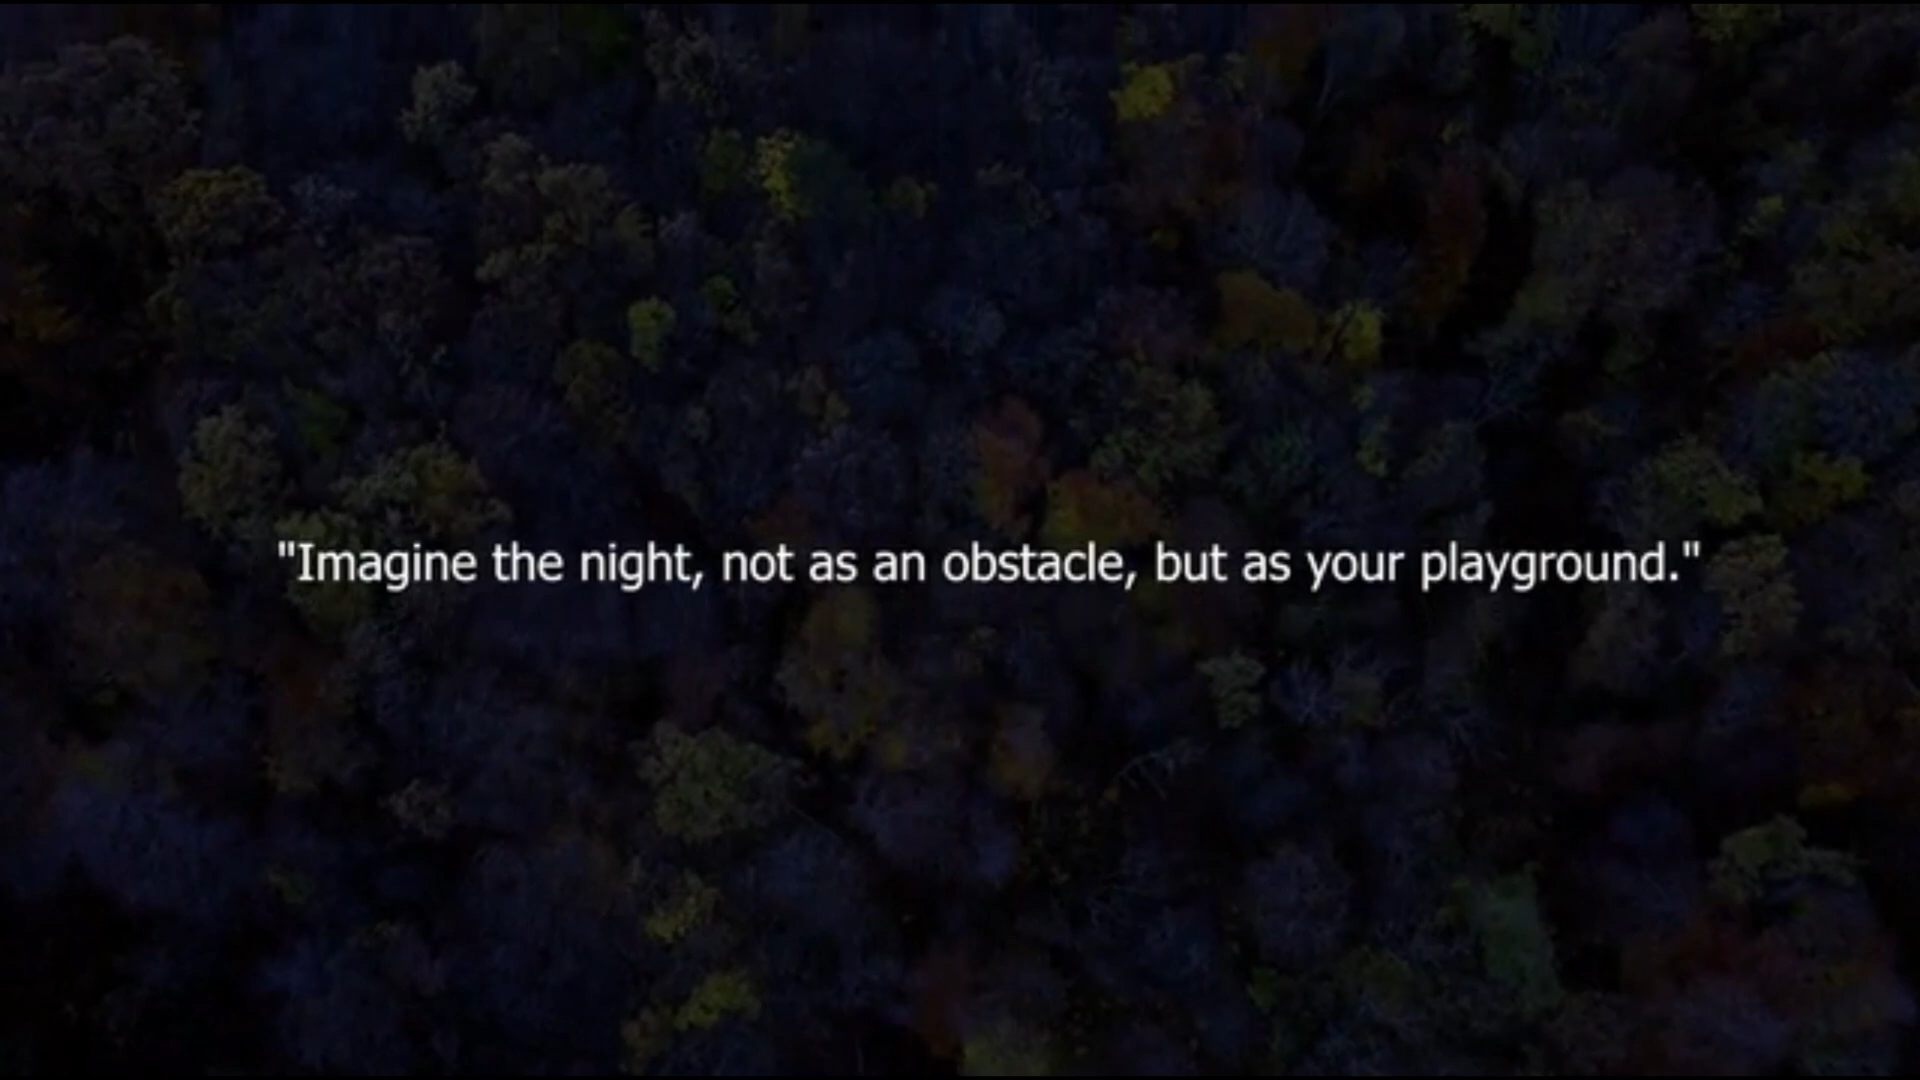 "Imagine the night, not as an obstacle, but as your playground."